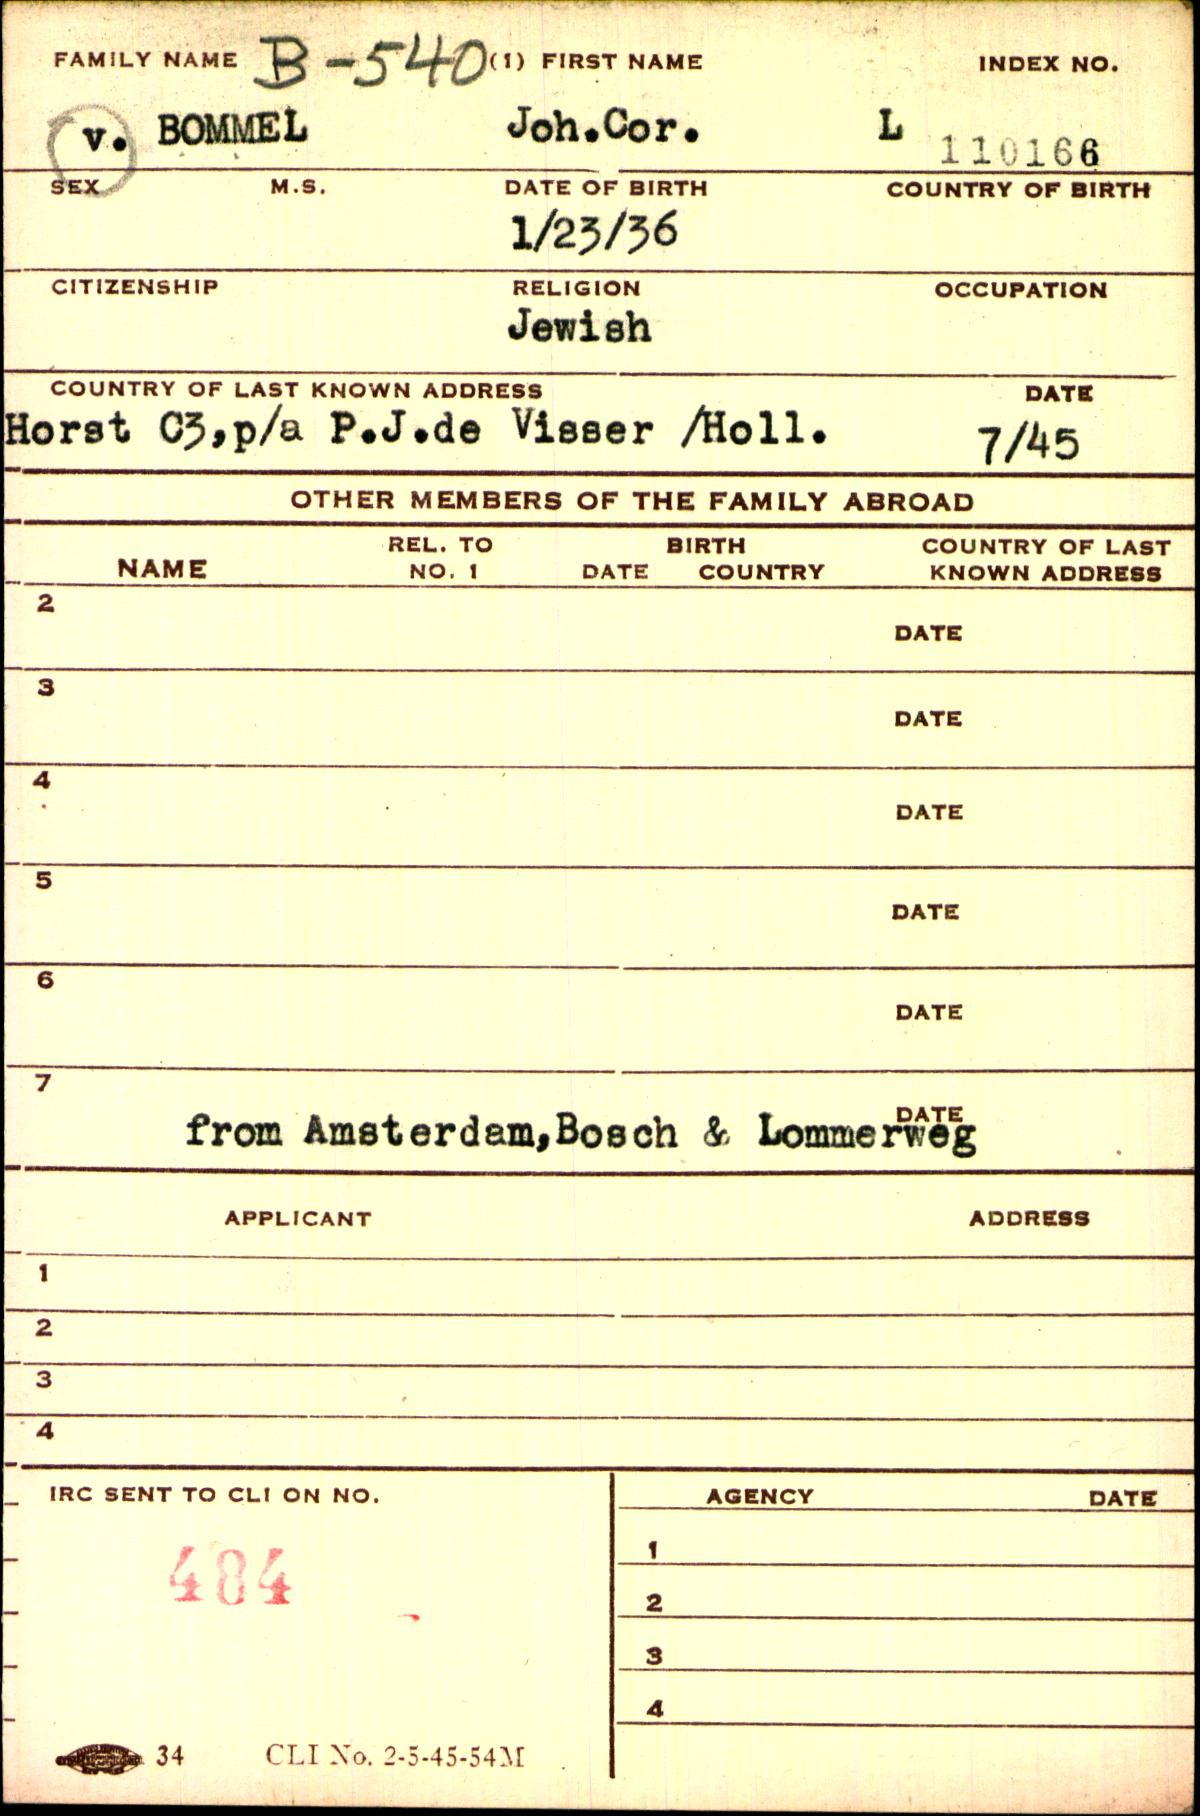 FAMILY NAME B-540 (1) FIRST NAME INDEX NO.
v. BOMMEL Joh.Cor. L 110166
SEX M.S. DATE OF BIRTH COUNTRY OF BIRTH
1/23/36
CITIZENSHIP RELIGION OCCUPATION
Jewish
COUNTRY OF LAST KNOWN ADDRESS DATE
Horst C3,p/a P.J.de Visser /Holl. 7/45
OTHER MEMBERS OF THE FAMILY ABROAD
NAME REL. TO NO. 1 BIRTH DATE COUNTRY COUNTRY OF LAST KNOWN ADDRESS
2
DATE
3
DATE
4
DATE
5
DATE
6
DATE
7
DATE
from Amsterdam,Bosch & Lommerweg
APPLICANT ADDRESS
1
2
3
4
IRC SENT TO CLI ON NO.
484
AGENCY DATE
1
2
3
4
34 CLI No. 2-5-45-54M